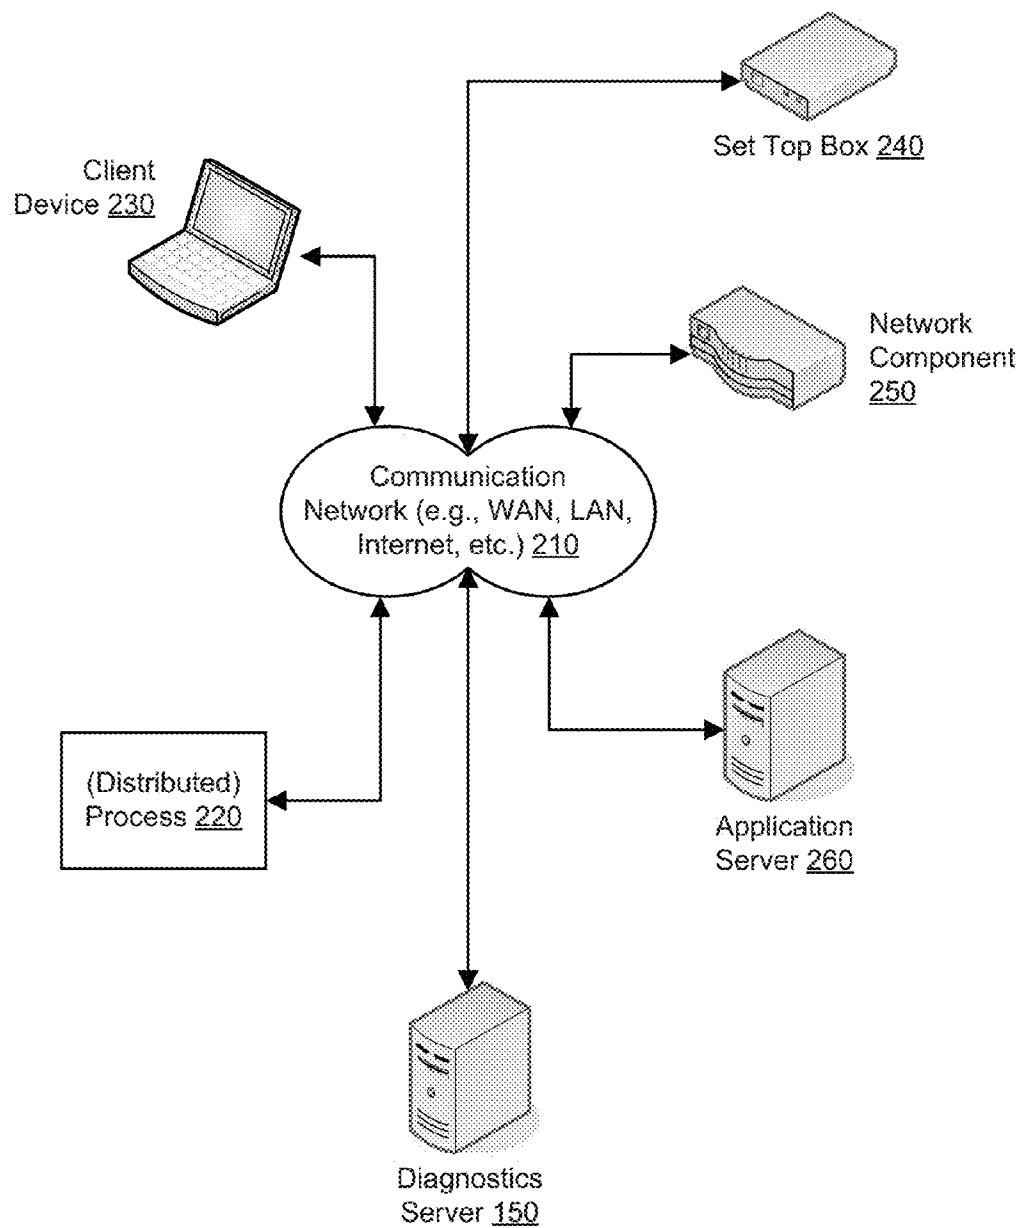 Set Top Box 240
Client
Device 230
Network
Component
250
Communication
Network (e.g., WAN, LAN,
Internet, etc.) 210
(Distributed)
Process 220
Application
Server 260
Diagnostics
Server 150